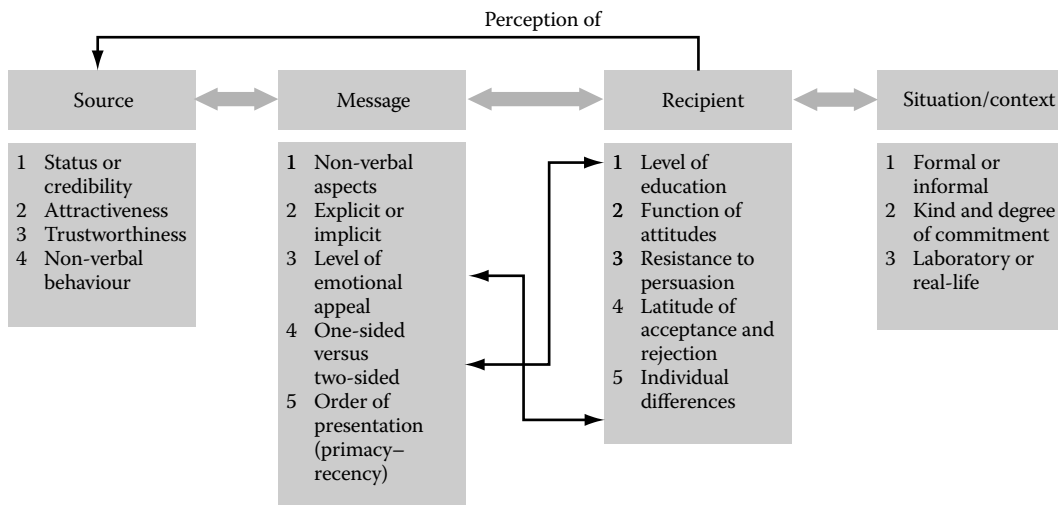 Perception of
Source
Message
Recipient
Situation/context
1 Status or
credibility
2 Attractiveness
3 Trustworthiness
4 Non-verbal
behaviour
1 Non-verbal
aspects
2 Explicit or
implicit
3 Level of
emotional
appeal
4 One-sided
versus
two-sided
5 Order of
presentation
(primacy–
recency)
1 Level of
education
2 Function of
attitudes
3 Resistance to
persuasion
4 Latitude of
acceptance and
rejection
5 Individual
differences
1 Formal or
informal
2 Kind and degree
of commitment
3 Laboratory or
real-life